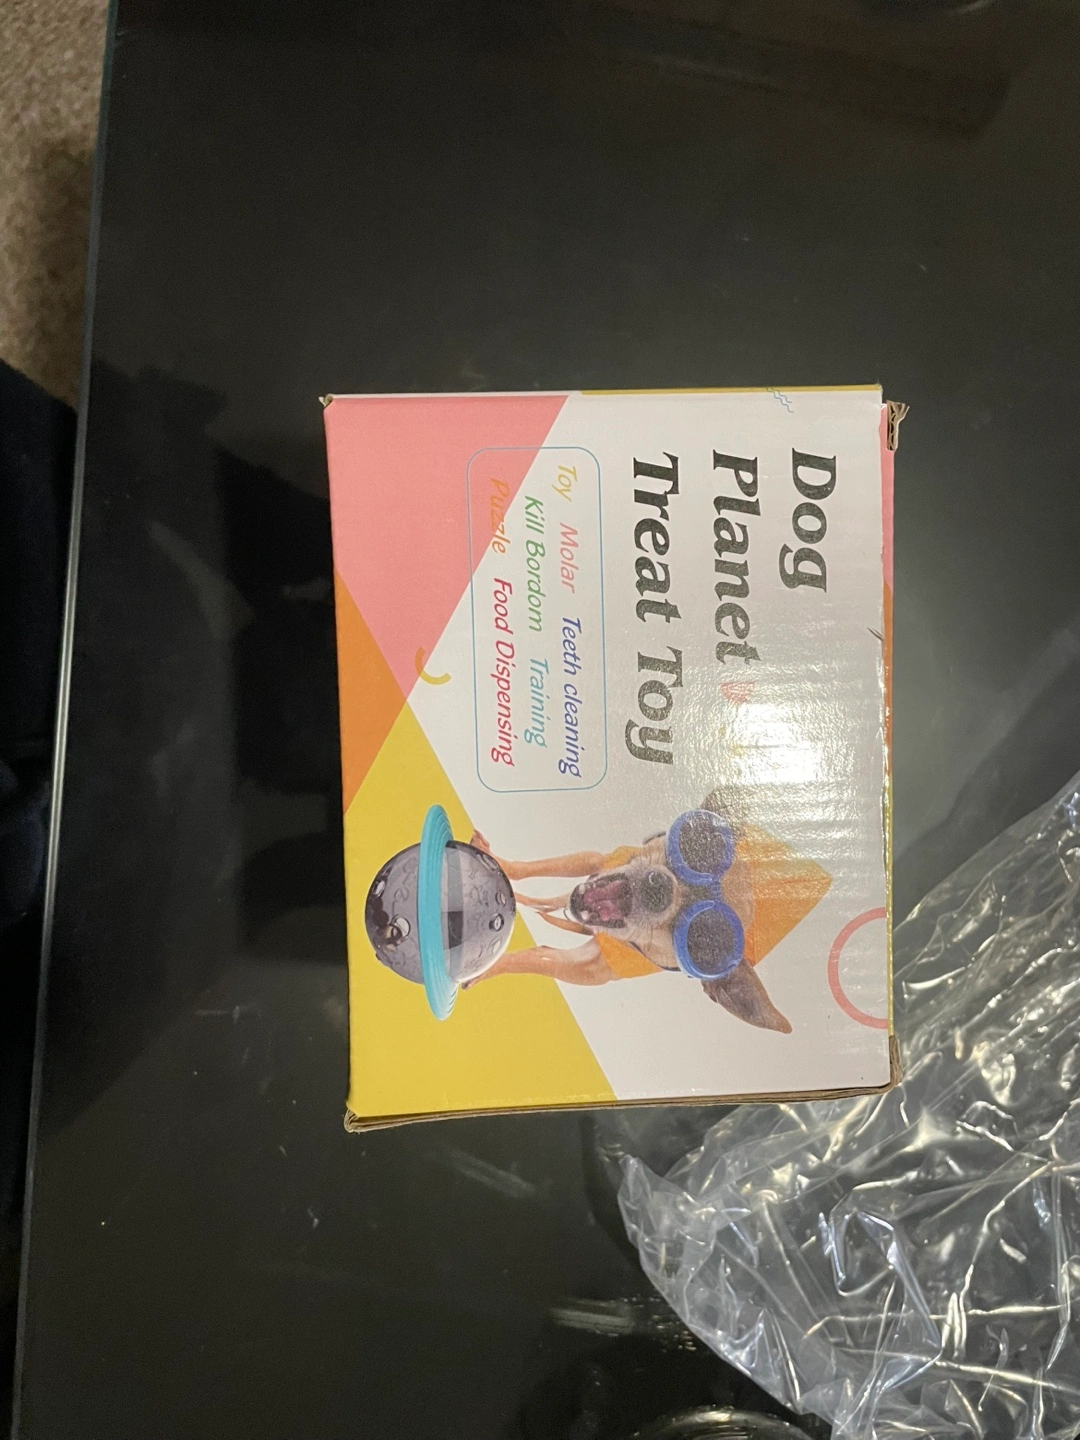 Dog
Planet
Treat Toy
Toy Molar Teeth cleaning
Kill Bordom Training
Puzzle Food Dispensing